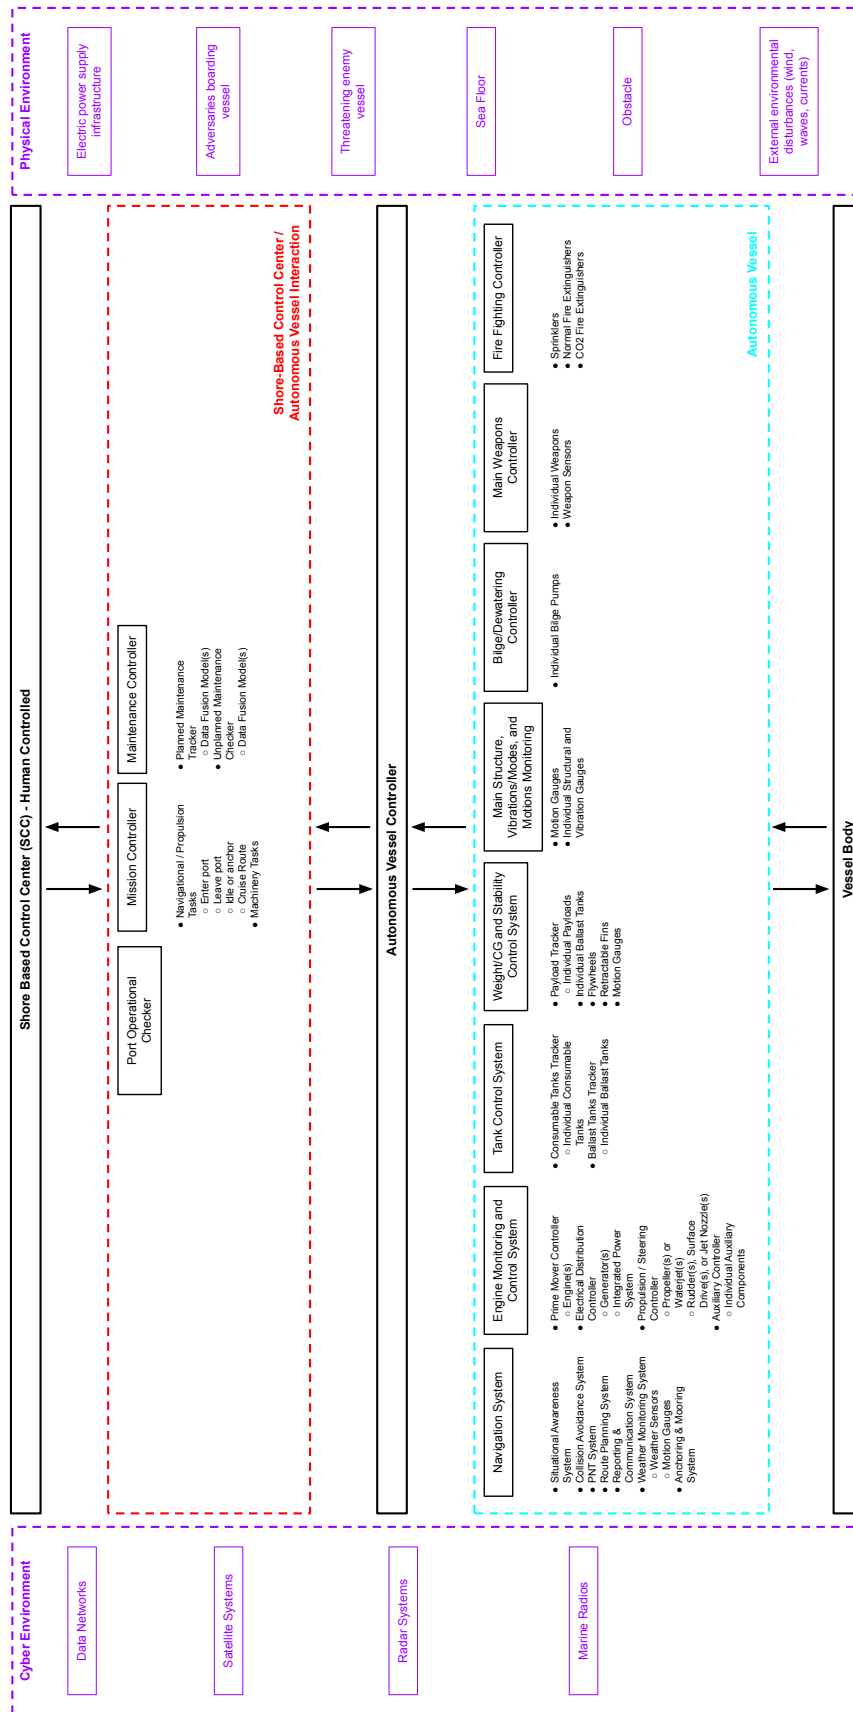 Cyber Environment
Data Networks
Satellite Systems
Radar Systems
Marine Radios
Shore Based Control Center (SCC) - Human Controlled
Port Operational
Checker
Mission Controller
● Navigational / Propulsion
Tasks
○ Enter port
○ Leave port
○ Idle or anchor
○ Cruise Route
● Machinery Tasks
Maintenance Controller
● Planned Maintenance
Tracker
○ Data Fusion Model(s)
● Unplanned Maintenance
Checker
○ Data Fusion Model(s)
Shore-Based Control Center /
Autonomous Vessel Interaction
Autonomous Vessel Controller
Navigation System
● Situational Awareness
System
● Collision Avoidance System
● PNT System
● Route Planning System
● Reporting &
Communication System
● Weather Monitoring System
○ Weather Sensors
○ Motion Gauges
● Anchoring & Mooring
System
Engine Monitoring and
Control System
● Prime Mover Controller
○ Engine(s)
● Electrical Distribution
Controller
○ Generator(s)
○ Integrated Power
System
● Propulsion / Steering
Controller
○ Propeller(s) or
Waterjet(s)
○ Rudder(s), Surface
Drive(s), or Jet Nozzle(s)
● Auxiliary Controller
○ Individual Auxiliary
Components
Tank Control System
● Consumable Tanks Tracker
○ Individual Consumable
Tanks
● Ballast Tanks Tracker
○ Individual Ballast Tanks
Weight/CG and Stability
Control System
● Payload Tracker
○ Individual Payloads
● Individual Ballast Tanks
● Flywheels
● Retractable Fins
● Motion Gauges
Main Structure,
Vibrations/Modes, and
Motions Monitoring
● Motion Gauges
● Individual Structural and
Vibration Gauges
Bilge/Dewatering
Controller
● Individual Bilge Pumps
Main Weapons
Controller
● Individual Weapons
● Weapon Sensors
Fire Fighting Controller
● Sprinklers
● Normal Fire Extinguishers
● CO2 Fire Extinguishers
Autonomous Vessel
Vessel Body
Physical Environment
Electric power supply
infrastructure
Adversaries boarding
vessel
Threatening enemy
vessel
Sea Floor
Obstacle
External environmental
disturbances (wind,
waves, currents)